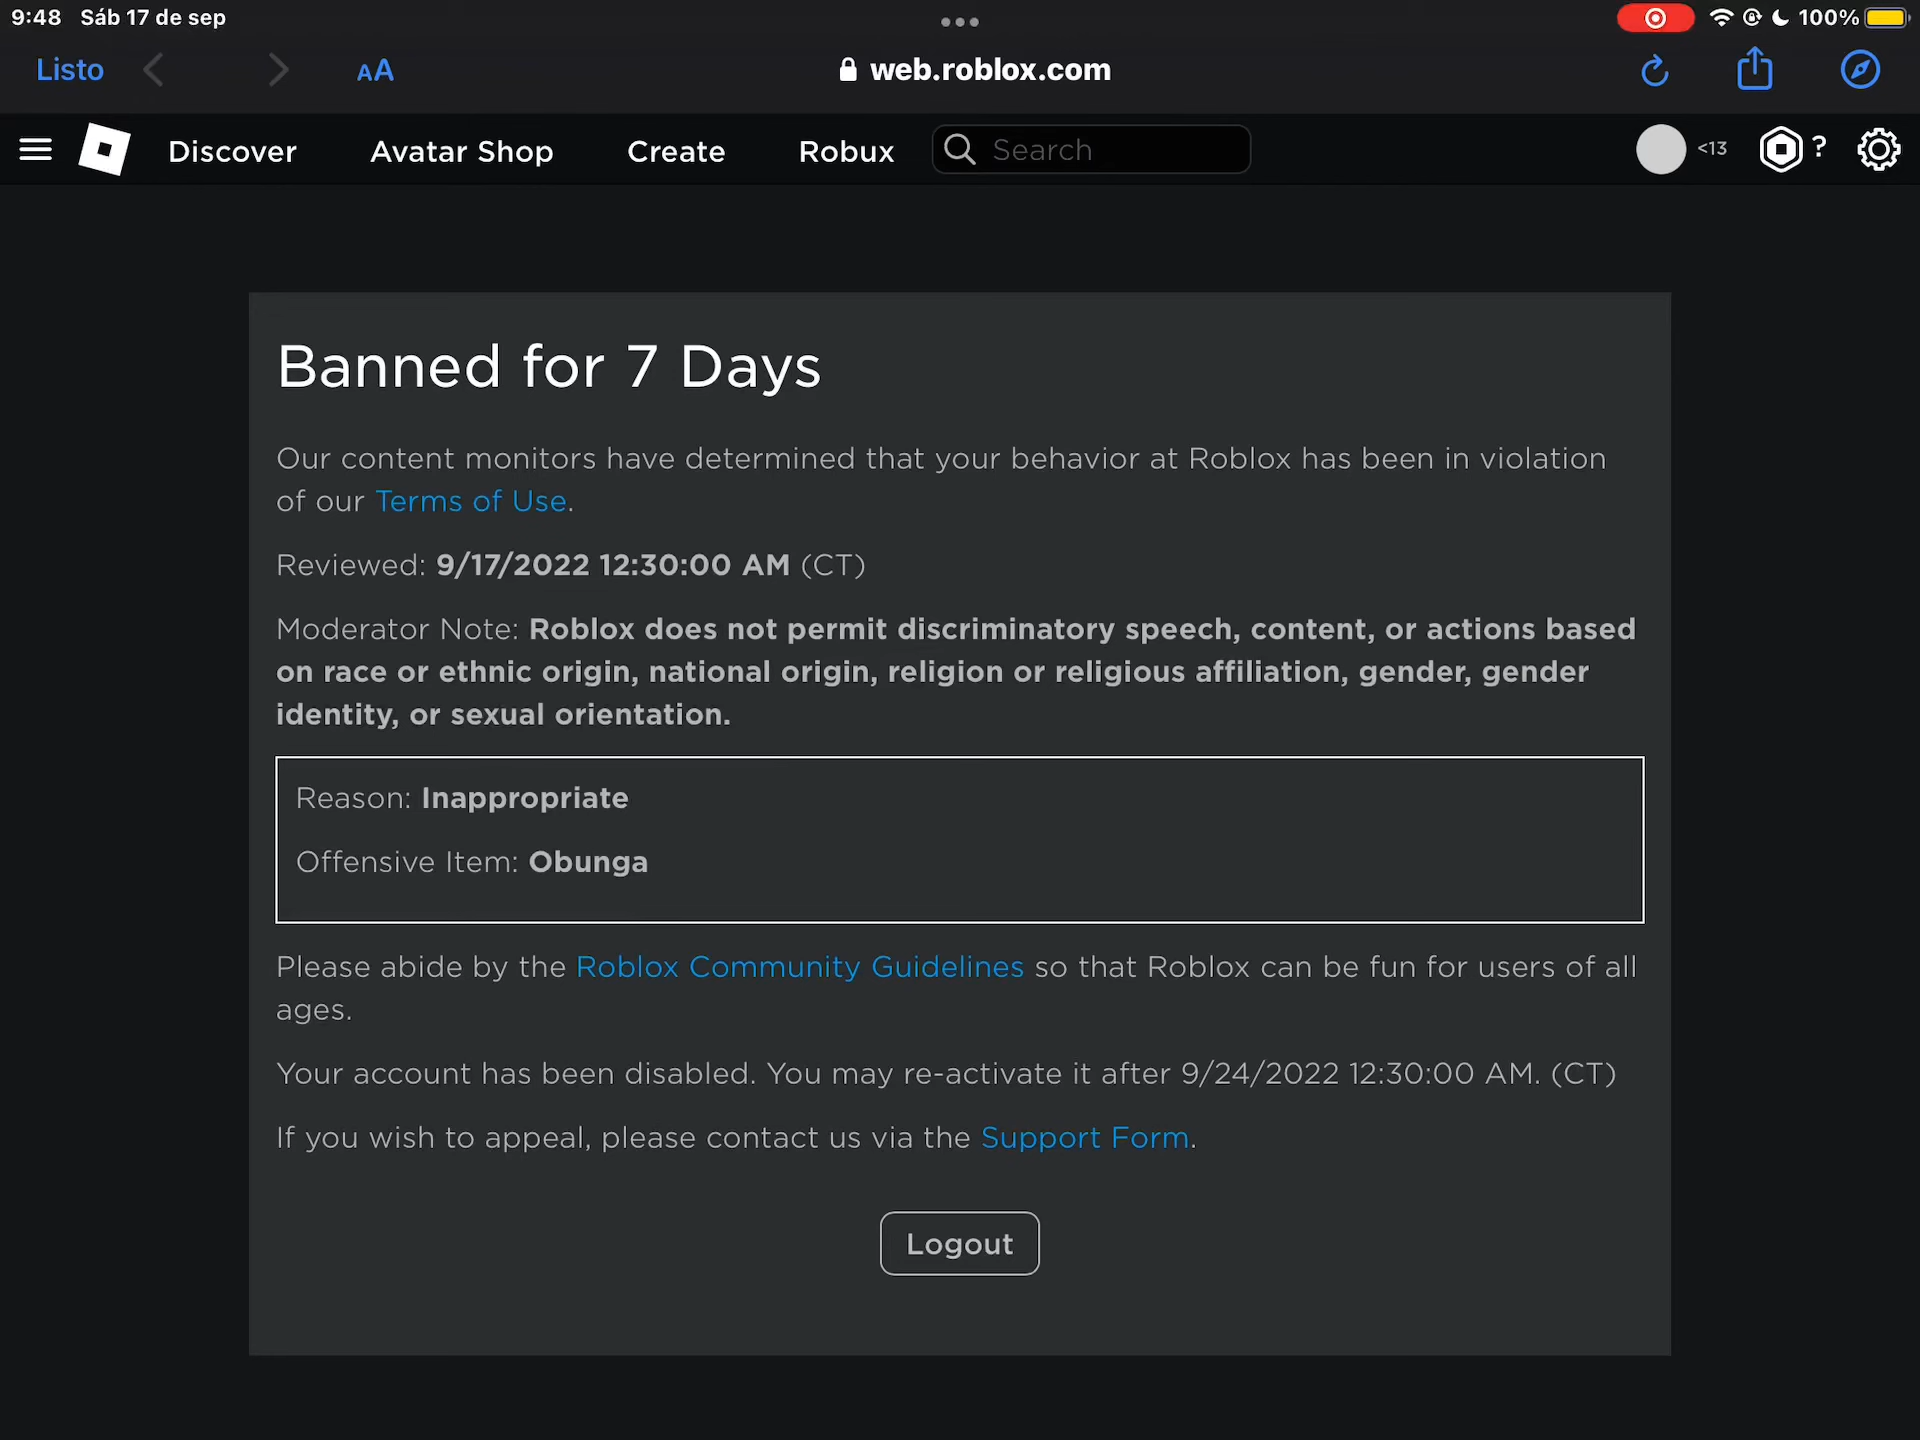 9:48 Sáb 17 de sep
100%
Listo
AA
web.roblox.com
Discover
Avatar Shop
Create
Robux
Search
<13
?
Banned for 7 Days
Our content monitors have determined that your behavior at Roblox has been in violation
of our Terms of Use.
Reviewed: 9/17/2022 12:30:00 AM (CT)
Moderator Note: Roblox does not permit discriminatory speech, content, or actions based
on race or ethnic origin, national origin, religion or religious affiliation, gender, gender
identity, or sexual orientation.
Reason: Inappropriate
Offensive Item: Obunga
Please abide by the Roblox Community Guidelines so that Roblox can be fun for users of all
ages.
Your account has been disabled. You may re-activate it after 9/24/2022 12:30:00 AM. (CT)
If you wish to appeal, please contact us via the Support Form.
Logout